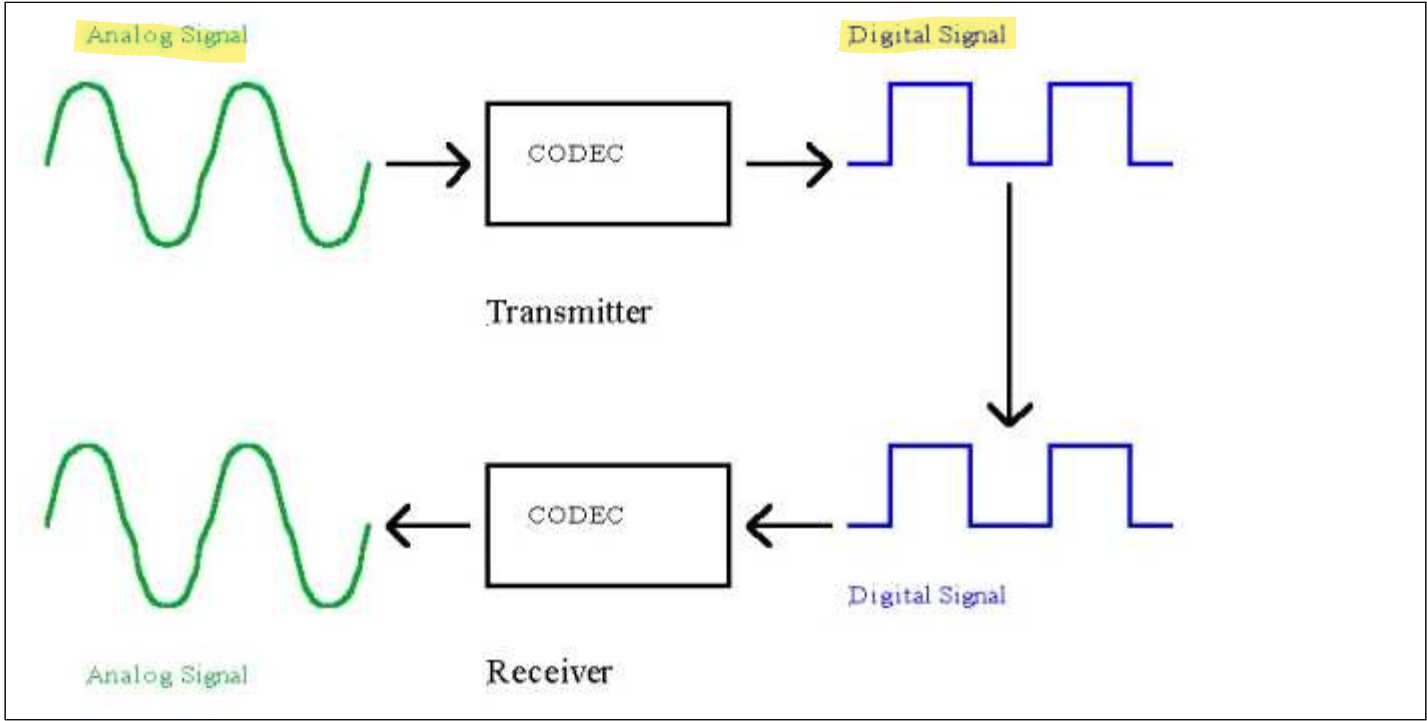 Analog Signal
Digital Signal
CODEC
Transmitter
CODEC
Digital Signal
Analog Signal
Receiver